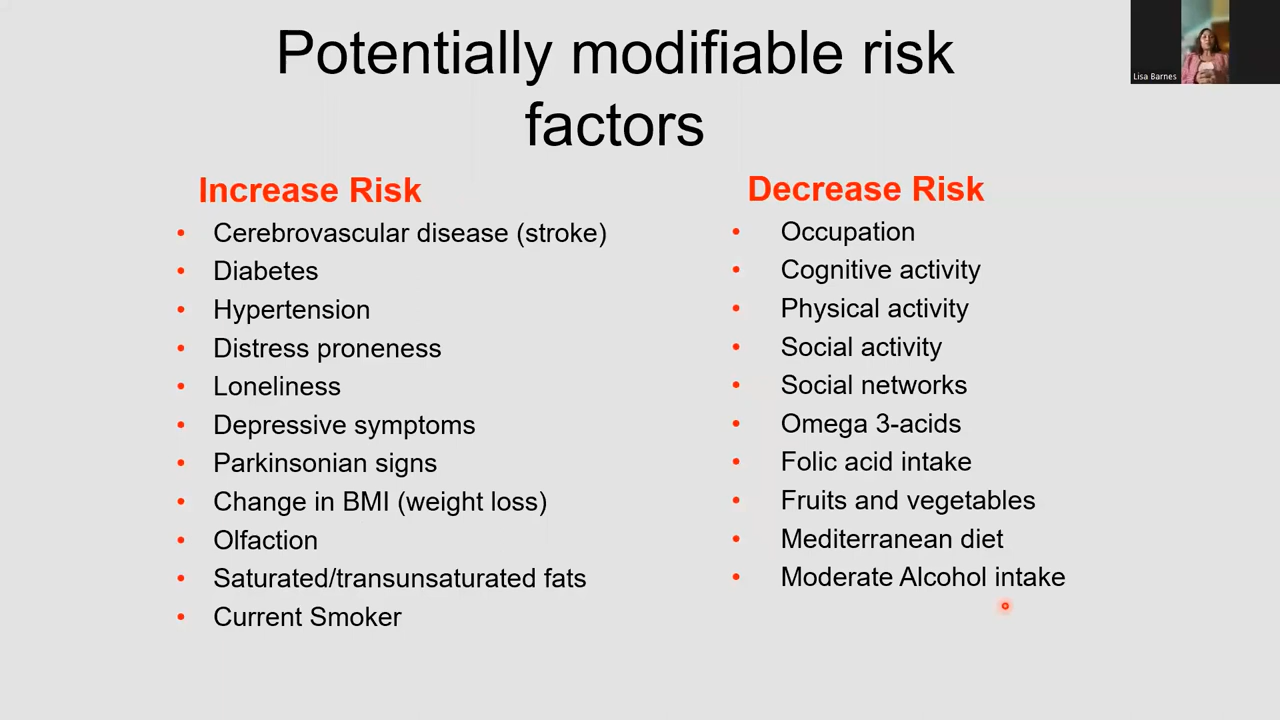 Potentially modifiable risk
factors
Lisa Barnes
Increase Risk
• Cerebrovascular disease (stroke)
• Diabetes
• Hypertension
• Distress proneness
• Loneliness
• Depressive symptoms
• Parkinsonian signs
• Change in BMI (weight loss)
• Olfaction
• Saturated/transunsaturated fats
• Current Smoker
Decrease Risk
• Occupation
• Cognitive activity
• Physical activity
• Social activity
• Social networks
• Omega 3-acids
• Folic acid intake
• Fruits and vegetables
• Mediterranean diet
• Moderate Alcohol intake